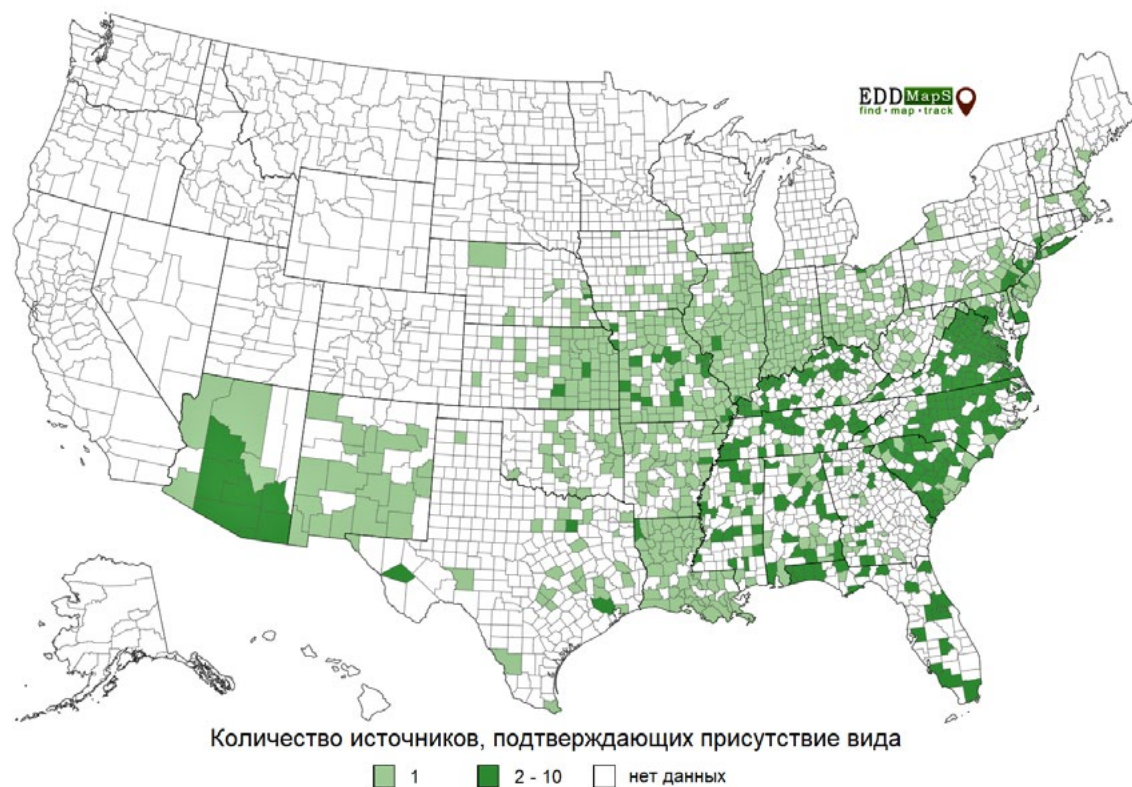 EDDMapS
find • map • track
Количество источников, подтверждающих присутствие вида
1 2 - 10 нет данных